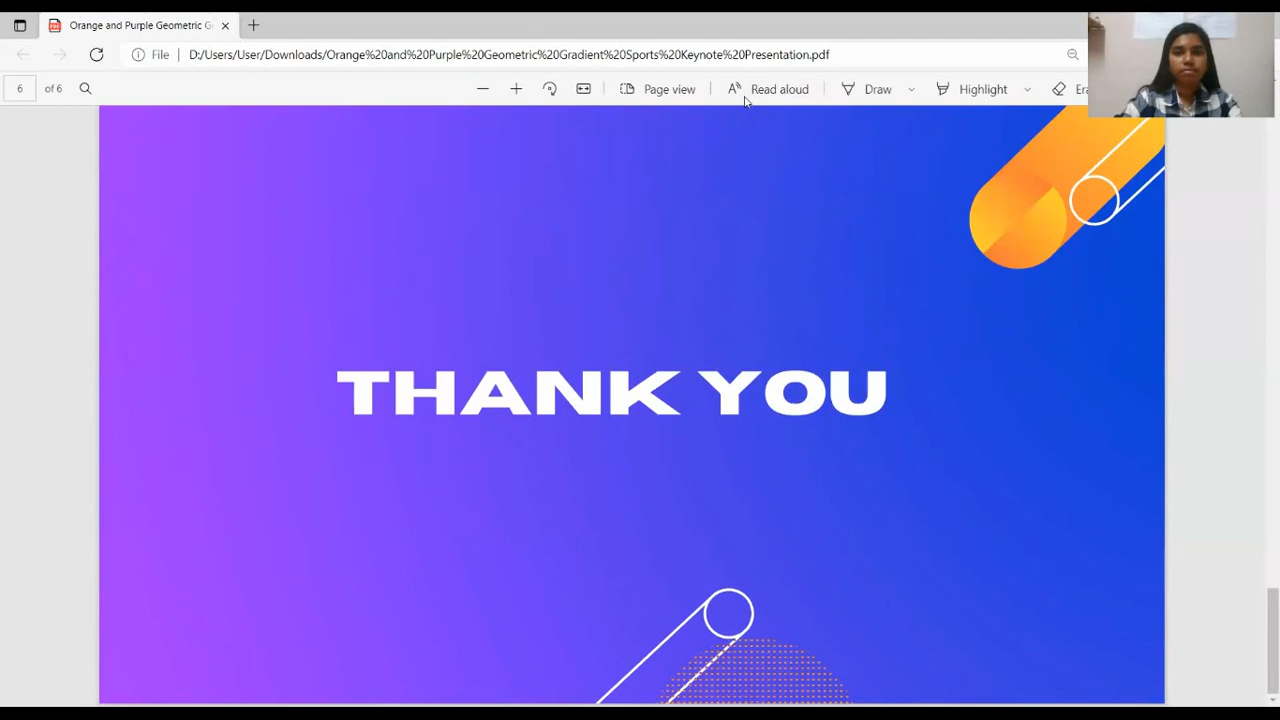 Orange and Purple Geometric G
File
D:/Users/User/Downloads/Orange%20and%20Purple%20Geometric%20Gradient%20Sports%20Keynote%20Presentation.pdf
6 of 6
Page view
Read aloud
Draw
Highlight
Era
THANK YOU